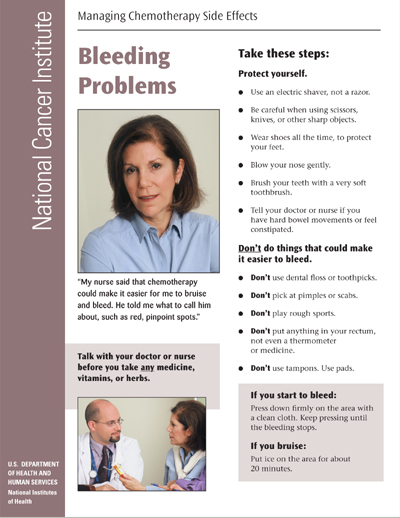 Managing Chemotherapy Side Effects
National Cancer Institute
Bleeding
Problems
"My nurse said that chemotherapy
could make it easier for me to bruise
and bleed. He told me what to call him
about, such as red, pinpoint spots."
Talk with your doctor or nurse
before you take any medicine,
vitamins, or herbs.
U.S. DEPARTMENT
OF HEALTH AND
HUMAN SERVICES
National Institutes
of Health
Take these steps:
Protect yourself.
● Use an electric shaver, not a razor.
● Be careful when using scissors,
knives, or other sharp objects.
● Wear shoes all the time, to protect
your feet.
● Blow your nose gently.
● Brush your teeth with a very soft
toothbrush.
● Tell your doctor or nurse if you
have hard bowel movements or feel
constipated.
Don't do things that could make
it easier to bleed.
● Don't use dental floss or toothpicks.
● Don't pick at pimples or scabs.
● Don't play rough sports.
● Don't put anything in your rectum,
not even a thermometer
or medicine.
● Don't use tampons. Use pads.
If you start to bleed:
Press down firmly on the area with
a clean cloth. Keep pressing until
the bleeding stops.
If you bruise:
Put ice on the area for about
20 minutes.